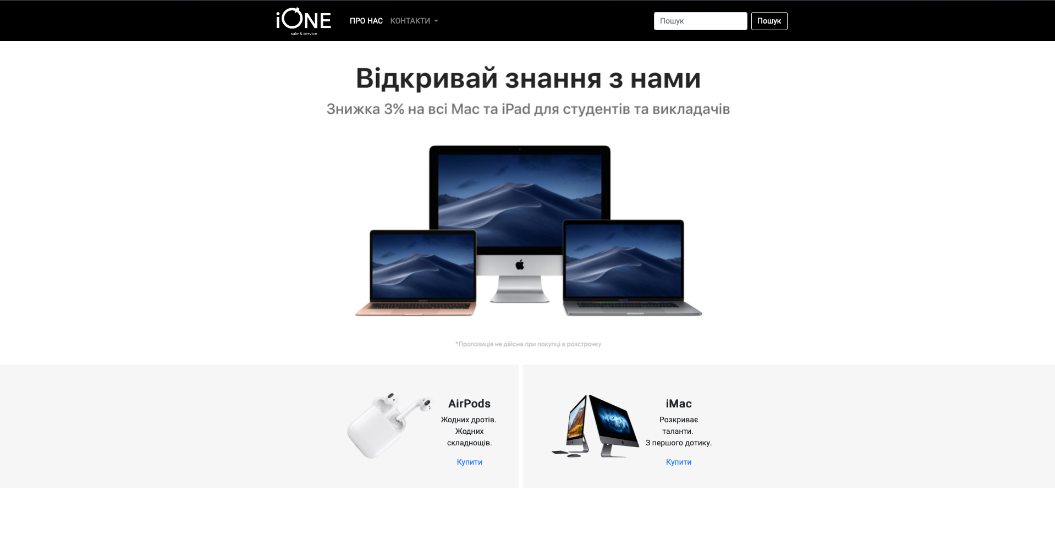 iONE
sale & service
ПРО НАС
КОНТАКТИ
Пошук
Пошук
Відкривай знання з нами
Знижка 3% на всі Mac та iPad для студентів та викладачів
*Пропозиція не дійсна при покупці в розстрочку
AirPods
Жодних дротів.
Жодних
складнощів.
Купити
iMac
Розкриває
таланти.
З першого дотику.
Купити